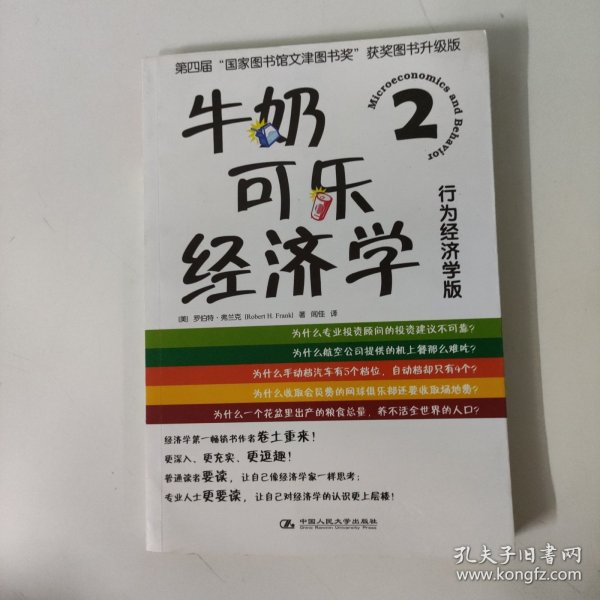 第四届“国家图书馆文津图书奖”获奖图书升级版
牛奶
可乐
经济学
2
Microeconomics and Behavior
行为经济学版
[美] 罗伯特·弗兰克 (Robert H. Frank) 著 闾佳 译
为什么专业投资顾问的投资建议不可靠？
为什么航空公司提供的机上餐那么难吃？
为什么手动档汽车有5个档位，自动档却只有4个？
为什么收取会员费的网球俱乐部还要收取场地费？
为什么一个花盆里出产的粮食总量，养不活全世界的人口？
经济学第一畅销书作者卷土重来！
更深入、更充实、更逗趣！
普通读者要读，让自己像经济学家一样思考；
专业人士更要读，让自己对经济学的认识更上层楼！
中国人民大学出版社
China Renmin University Press
孔夫子旧书网
www.kongfz.com